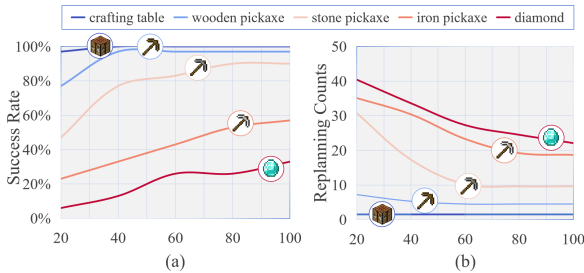 crafting table wooden pickaxe stone pickaxe iron pickaxe diamond
Success Rate
100%
80%
60%
40%
20%
0%
20 40 60 80 100
(a)
Replanning Counts
50
40
30
20
10
0
20 40 60 80 100
(b)